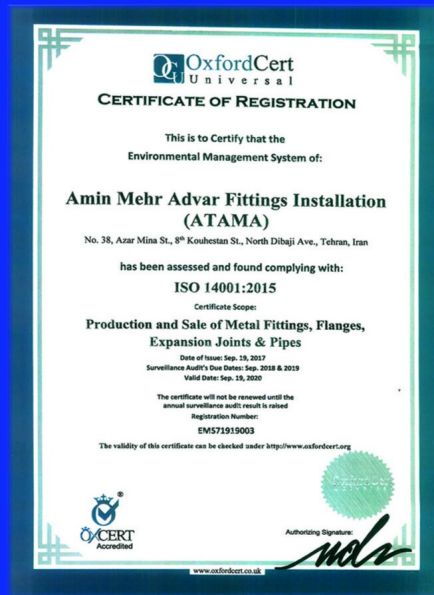 OxfordCert
Universal
CERTIFICATE OF REGISTRATION
This is to Certify that the
Environmental Management System of:
Amin Mehr Advar Fittings Installation
(ATAMA)
No. 38, Azar Mina St., 8th Kouhestan St., North Dibaji Ave., Tehran, Iran
has been assessed and found complying with:
ISO 14001:2015
Certificate Scope:
Production and Sale of Metal Fittings, Flanges,
Expansion Joints & Pipes
Date of Issue: Sep. 19, 2017
Surveillance Audit's Due Dates: Sep. 2018 & 2019
Valid Date: Sep. 19, 2020
The certificate will not be renewed until the
annual surveillance audit result is raised
Registration Number:
EMS71919003
The validity of this certificate can be checked under http://www.oxfordcert.org
®
OXCERT
Accredited
Authorizing Signature:
www.oxfordcert.co.uk